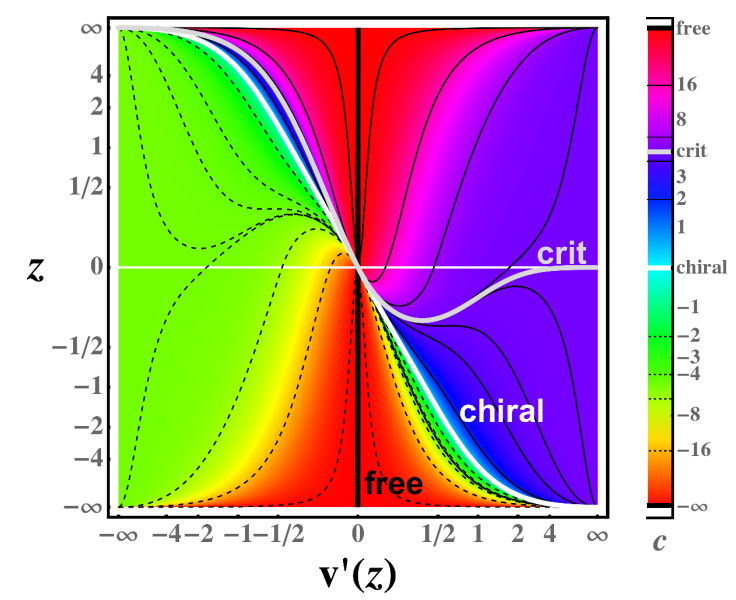 ∞
4
2
1
1/2
0
−1/2
−1
−2
−4
−∞
z
crit
chiral
free
−∞ −4 −2 −1 −1/2 0 1/2 1 2 4 ∞
v'(z)
free
16
8
crit
3
2
1
chiral
−1
−2
−3
−4
−8
−16
−∞
c